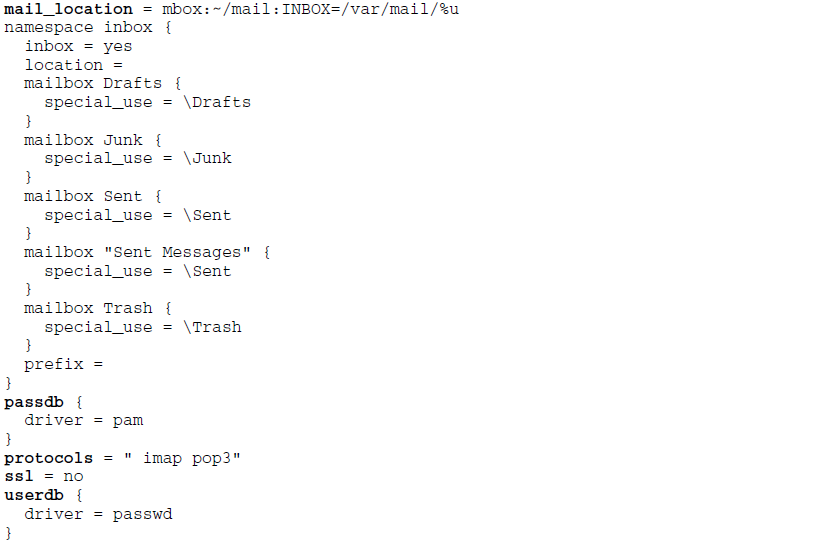 mail_location = mbox:~/mail:INBOX=/var/mail/%u
namespace inbox {
  inbox = yes
  location =
  mailbox Drafts {
    special_use = \Drafts
  }
  mailbox Junk {
    special_use = \Junk
  }
  mailbox Sent {
    special_use = \Sent
  }
  mailbox "Sent Messages" {
    special_use = \Sent
  }
  mailbox Trash {
    special_use = \Trash
  }
  prefix =
}
passdb {
  driver = pam
}
protocols = " imap pop3"
ssl = no
userdb {
  driver = passwd
}